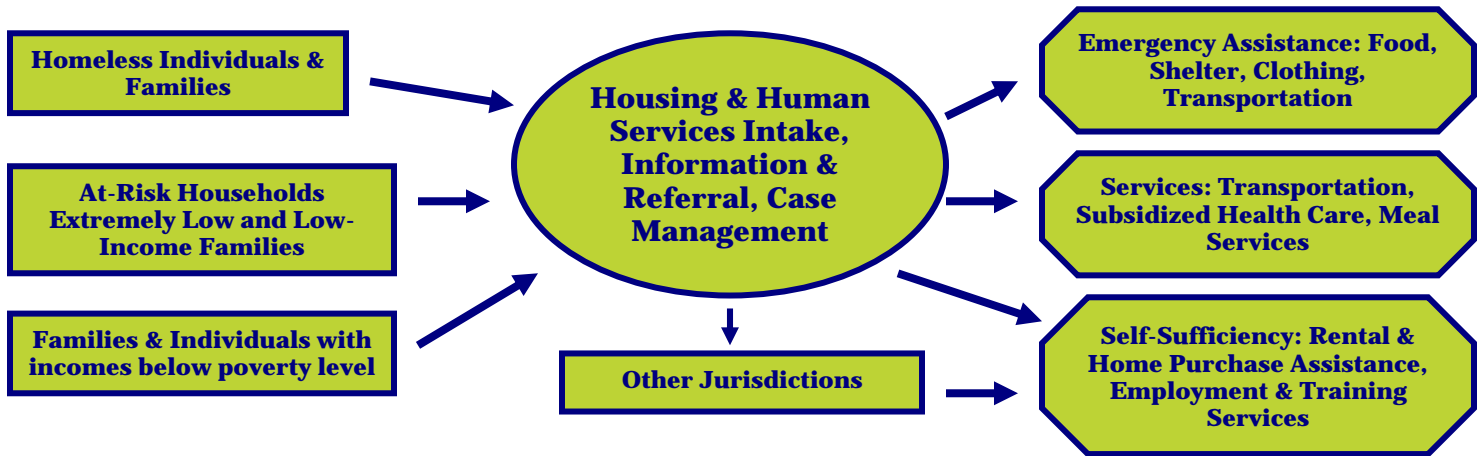 Homeless Individuals &
Families
At-Risk Households
Extremely Low and Low-
Income Families
Families & Individuals with
incomes below poverty level
Housing & Human
Services Intake,
Information &
Referral, Case
Management
Other Jurisdictions
Emergency Assistance: Food,
Shelter, Clothing,
Transportation
Services: Transportation,
Subsidized Health Care, Meal
Services
Self-Sufficiency: Rental &
Home Purchase Assistance,
Employment & Training
Services